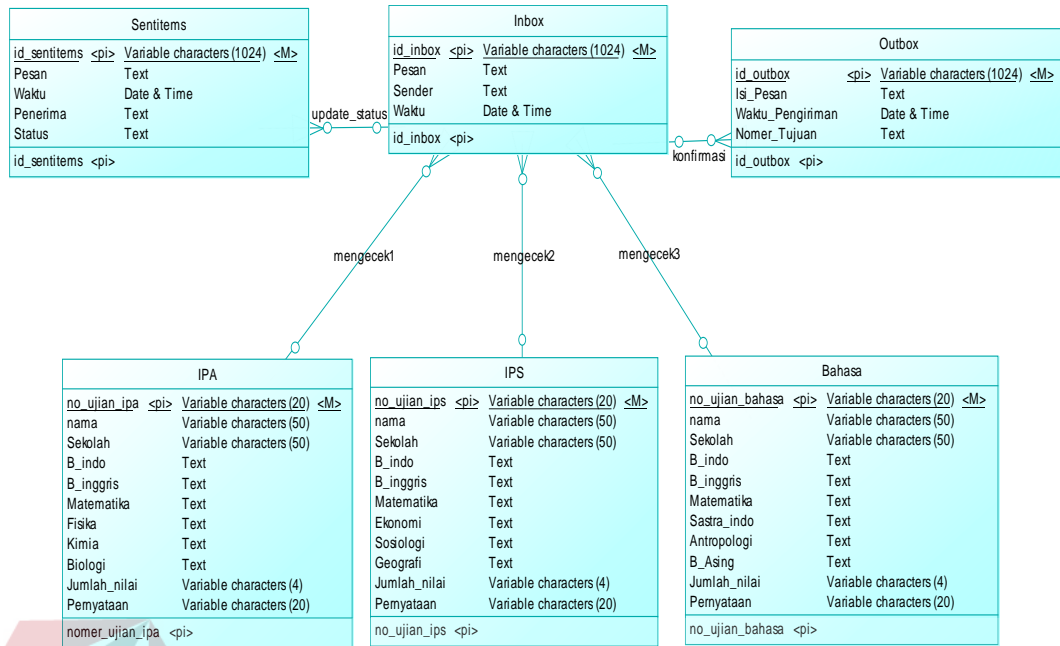 Sentitems
id_sentitems <pi> Variable characters (1024) <M>
Pesan Text
Waktu Date & Time
Penerima Text
Status Text
id_sentitems <pi>
update_status
Inbox
id_inbox <pi> Variable characters (1024) <M>
Pesan Text
Sender Text
Waktu Date & Time
id_inbox <pi>
konfirmasi
Outbox
id_outbox <pi> Variable characters (1024) <M>
Isi_Pesan Text
Waktu_Pengiriman Date & Time
Nomer_Tujuan Text
id_outbox <pi>
mengecek1
mengecek2
mengecek3
IPA
no_ujian_ipa <pi> Variable characters (20) <M>
nama Variable characters (50)
Sekolah Variable characters (50)
B_indo Text
B_inggris Text
Matematika Text
Fisika Text
Kimia Text
Biologi Text
Jumlah_nilai Variable characters (4)
Pernyataan Variable characters (20)
nomer_ujian_ipa <pi>
IPS
no_ujian_ips <pi> Variable characters (20) <M>
nama Variable characters (50)
Sekolah Variable characters (50)
B_indo Text
B_inggris Text
Matematika Text
Ekonomi Text
Sosiologi Text
Geografi Text
Jumlah_nilai Variable characters (4)
Pernyataan Variable characters (20)
no_ujian_ips <pi>
Bahasa
no_ujian_bahasa <pi> Variable characters (20) <M>
nama Variable characters (50)
Sekolah Variable characters (50)
B_indo Text
B_inggris Text
Matematika Text
Sastra_indo Text
Antropologi Text
B_Asing Text
Jumlah_nilai Variable characters (4)
Pernyataan Variable characters (20)
no_ujian_bahasa <pi>